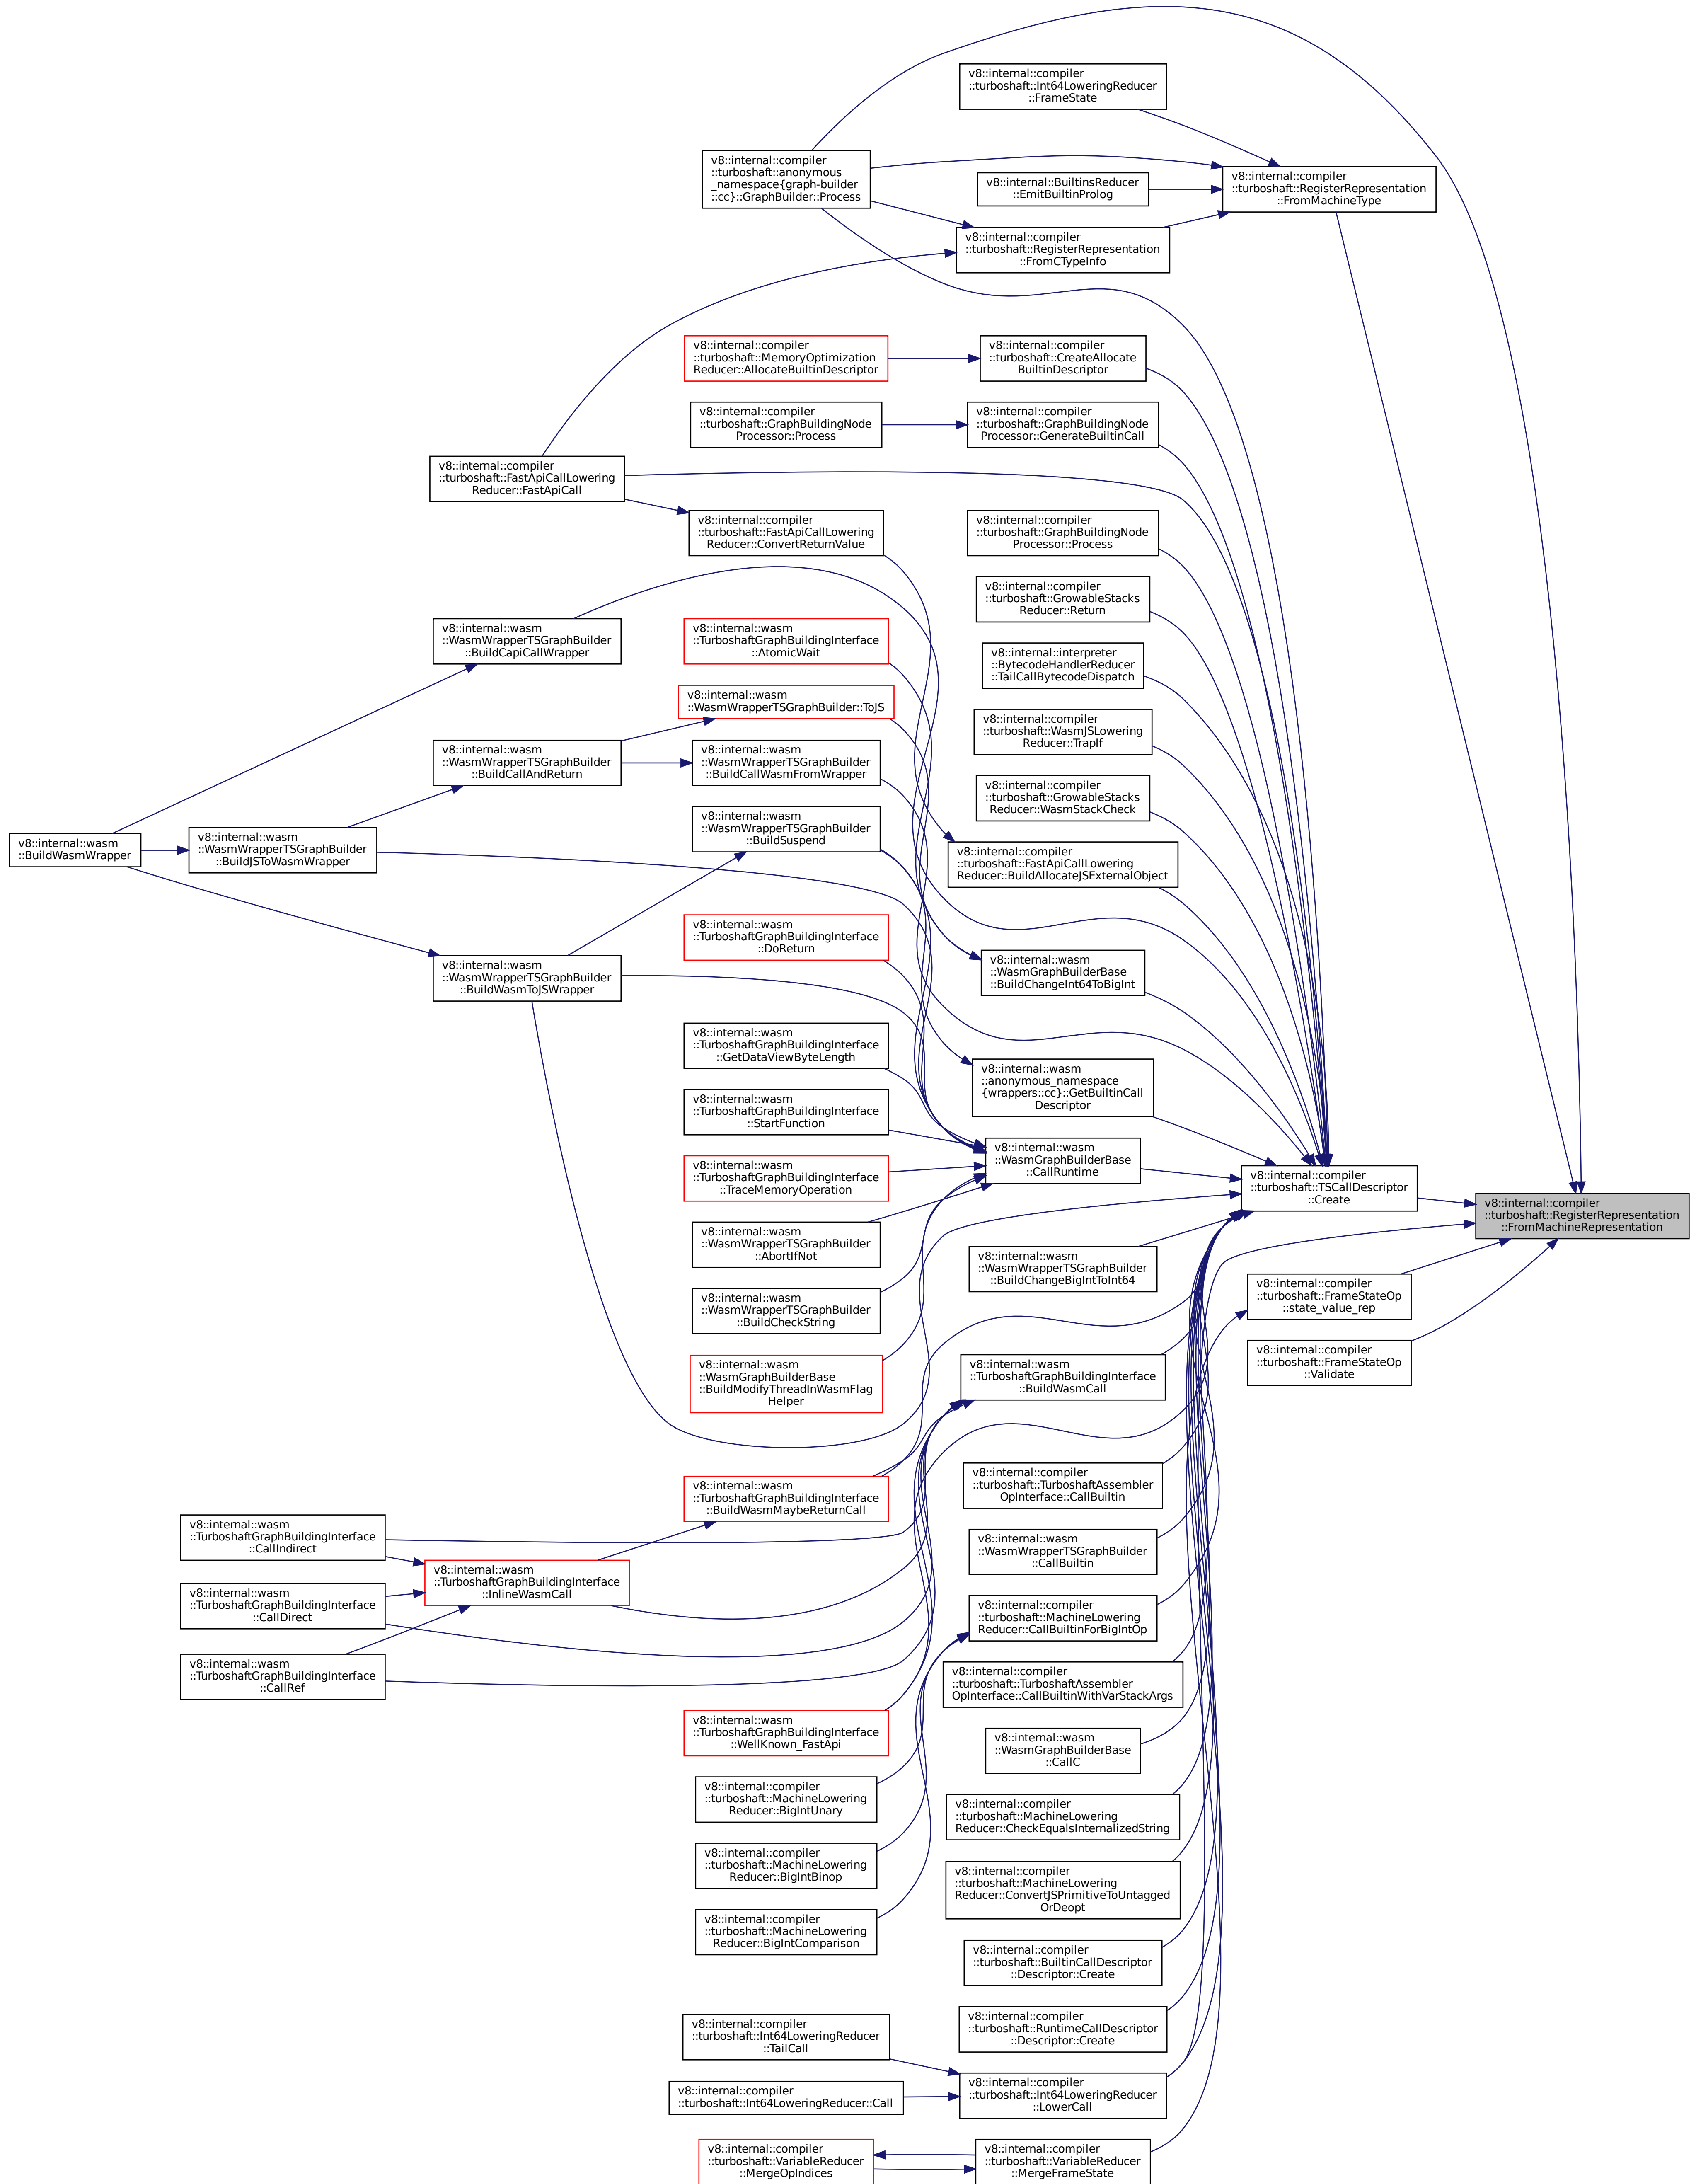 v8::internal::compiler
::turboshaft::Int64LoweringReducer
::FrameState
v8::internal::compiler
::turboshaft::anonymous
_namespace{graph-builder
::cc}::GraphBuilder::Process
v8::internal::compiler
::turboshaft::RegisterRepresentation
::FromMachineType
v8::internal::BuiltinsReducer
::EmitBuiltinProlog
v8::internal::compiler
::turboshaft::RegisterRepresentation
::FromCTypeInfo
v8::internal::compiler
::turboshaft::MemoryOptimization
Reducer::AllocateBuiltinDescriptor
v8::internal::compiler
::turboshaft::CreateAllocate
BuiltinDescriptor
v8::internal::compiler
::turboshaft::GraphBuildingNode
Processor::Process
v8::internal::compiler
::turboshaft::GraphBuildingNode
Processor::GenerateBuiltinCall
v8::internal::compiler
::turboshaft::FastApiCallLowering
Reducer::FastApiCall
v8::internal::compiler
::turboshaft::FastApiCallLowering
Reducer::ConvertReturnValue
v8::internal::compiler
::turboshaft::GraphBuildingNode
Processor::Process
v8::internal::compiler
::turboshaft::GrowableStacks
Reducer::Return
v8::internal::wasm
::WasmWrapperTSGraphBuilder
::BuildCapiCallWrapper
v8::internal::wasm
::TurboshaftGraphBuildingInterface
::AtomicWait
v8::internal::interpreter
::BytecodeHandlerReducer
::TailCallBytecodeDispatch
v8::internal::wasm
::WasmWrapperTSGraphBuilder::ToJS
v8::internal::compiler
::turboshaft::WasmJSLowering
Reducer::TrapIf
v8::internal::wasm
::WasmWrapperTSGraphBuilder
::BuildCallAndReturn
v8::internal::wasm
::WasmWrapperTSGraphBuilder
::BuildCallWasmFromWrapper
v8::internal::compiler
::turboshaft::GrowableStacks
Reducer::WasmStackCheck
v8::internal::wasm
::BuildWasmWrapper
v8::internal::wasm
::WasmWrapperTSGraphBuilder
::BuildJSToWasmWrapper
v8::internal::wasm
::WasmWrapperTSGraphBuilder
::BuildSuspend
v8::internal::compiler
::turboshaft::FastApiCallLowering
Reducer::BuildAllocateJSExternalObject
v8::internal::wasm
::TurboshaftGraphBuildingInterface
::DoReturn
v8::internal::wasm
::WasmGraphBuilderBase
::BuildChangeInt64ToBigInt
v8::internal::wasm
::WasmWrapperTSGraphBuilder
::BuildWasmToJSWrapper
v8::internal::wasm
::TurboshaftGraphBuildingInterface
::GetDataViewByteLength
v8::internal::wasm
::anonymous_namespace
{wrappers::cc}::GetBuiltinCall
Descriptor
v8::internal::wasm
::TurboshaftGraphBuildingInterface
::StartFunction
v8::internal::wasm
::WasmGraphBuilderBase
::CallRuntime
v8::internal::wasm
::TurboshaftGraphBuildingInterface
::TraceMemoryOperation
v8::internal::compiler
::turboshaft::TSCallDescriptor
::Create
v8::internal::compiler
::turboshaft::RegisterRepresentation
::FromMachineRepresentation
v8::internal::wasm
::WasmWrapperTSGraphBuilder
::AbortIfNot
v8::internal::wasm
::WasmWrapperTSGraphBuilder
::BuildChangeBigIntToInt64
v8::internal::compiler
::turboshaft::FrameStateOp
::state_value_rep
v8::internal::wasm
::WasmWrapperTSGraphBuilder
::BuildCheckString
v8::internal::compiler
::turboshaft::FrameStateOp
::Validate
v8::internal::wasm
::WasmGraphBuilderBase
::BuildModifyThreadInWasmFlag
Helper
v8::internal::wasm
::TurboshaftGraphBuildingInterface
::BuildWasmCall
v8::internal::compiler
::turboshaft::TurboshaftAssembler
OpInterface::CallBuiltin
v8::internal::wasm
::TurboshaftGraphBuildingInterface
::BuildWasmMaybeReturnCall
v8::internal::wasm
::TurboshaftGraphBuildingInterface
::CallIndirect
v8::internal::wasm
::WasmWrapperTSGraphBuilder
::CallBuiltin
v8::internal::wasm
::TurboshaftGraphBuildingInterface
::InlineWasmCall
v8::internal::wasm
::TurboshaftGraphBuildingInterface
::CallDirect
v8::internal::compiler
::turboshaft::MachineLowering
Reducer::CallBuiltinForBigIntOp
v8::internal::wasm
::TurboshaftGraphBuildingInterface
::CallRef
v8::internal::compiler
::turboshaft::TurboshaftAssembler
OpInterface::CallBuiltinWithVarStackArgs
v8::internal::wasm
::TurboshaftGraphBuildingInterface
::WellKnown_FastApi
v8::internal::wasm
::WasmGraphBuilderBase
::CallC
v8::internal::compiler
::turboshaft::MachineLowering
Reducer::BigIntUnary
v8::internal::compiler
::turboshaft::MachineLowering
Reducer::CheckEqualsInternalizedString
v8::internal::compiler
::turboshaft::MachineLowering
Reducer::BigIntBinop
v8::internal::compiler
::turboshaft::MachineLowering
Reducer::ConvertJSPrimitiveToUntagged
OrDeopt
v8::internal::compiler
::turboshaft::MachineLowering
Reducer::BigIntComparison
v8::internal::compiler
::turboshaft::BuiltinCallDescriptor
::Descriptor::Create
v8::internal::compiler
::turboshaft::RuntimeCallDescriptor
::Descriptor::Create
v8::internal::compiler
::turboshaft::Int64LoweringReducer
::TailCall
v8::internal::compiler
::turboshaft::Int64LoweringReducer
::LowerCall
v8::internal::compiler
::turboshaft::Int64LoweringReducer::Call
v8::internal::compiler
::turboshaft::VariableReducer
::MergeOpIndices
v8::internal::compiler
::turboshaft::VariableReducer
::MergeFrameState